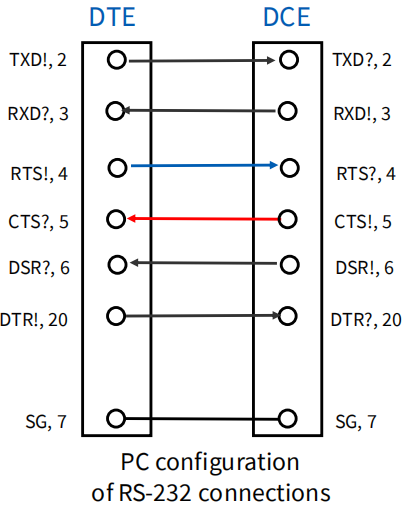 DTE DCE
TXD!, 2 TXD?, 2
RXD?, 3 RXD!, 3
RTS!, 4 RTS?, 4
CTS?, 5 CTS!, 5
DSR?, 6 DSR!, 6
DTR!, 20 DTR?, 20
SG, 7 SG, 7
PC configuration
of RS-232 connections